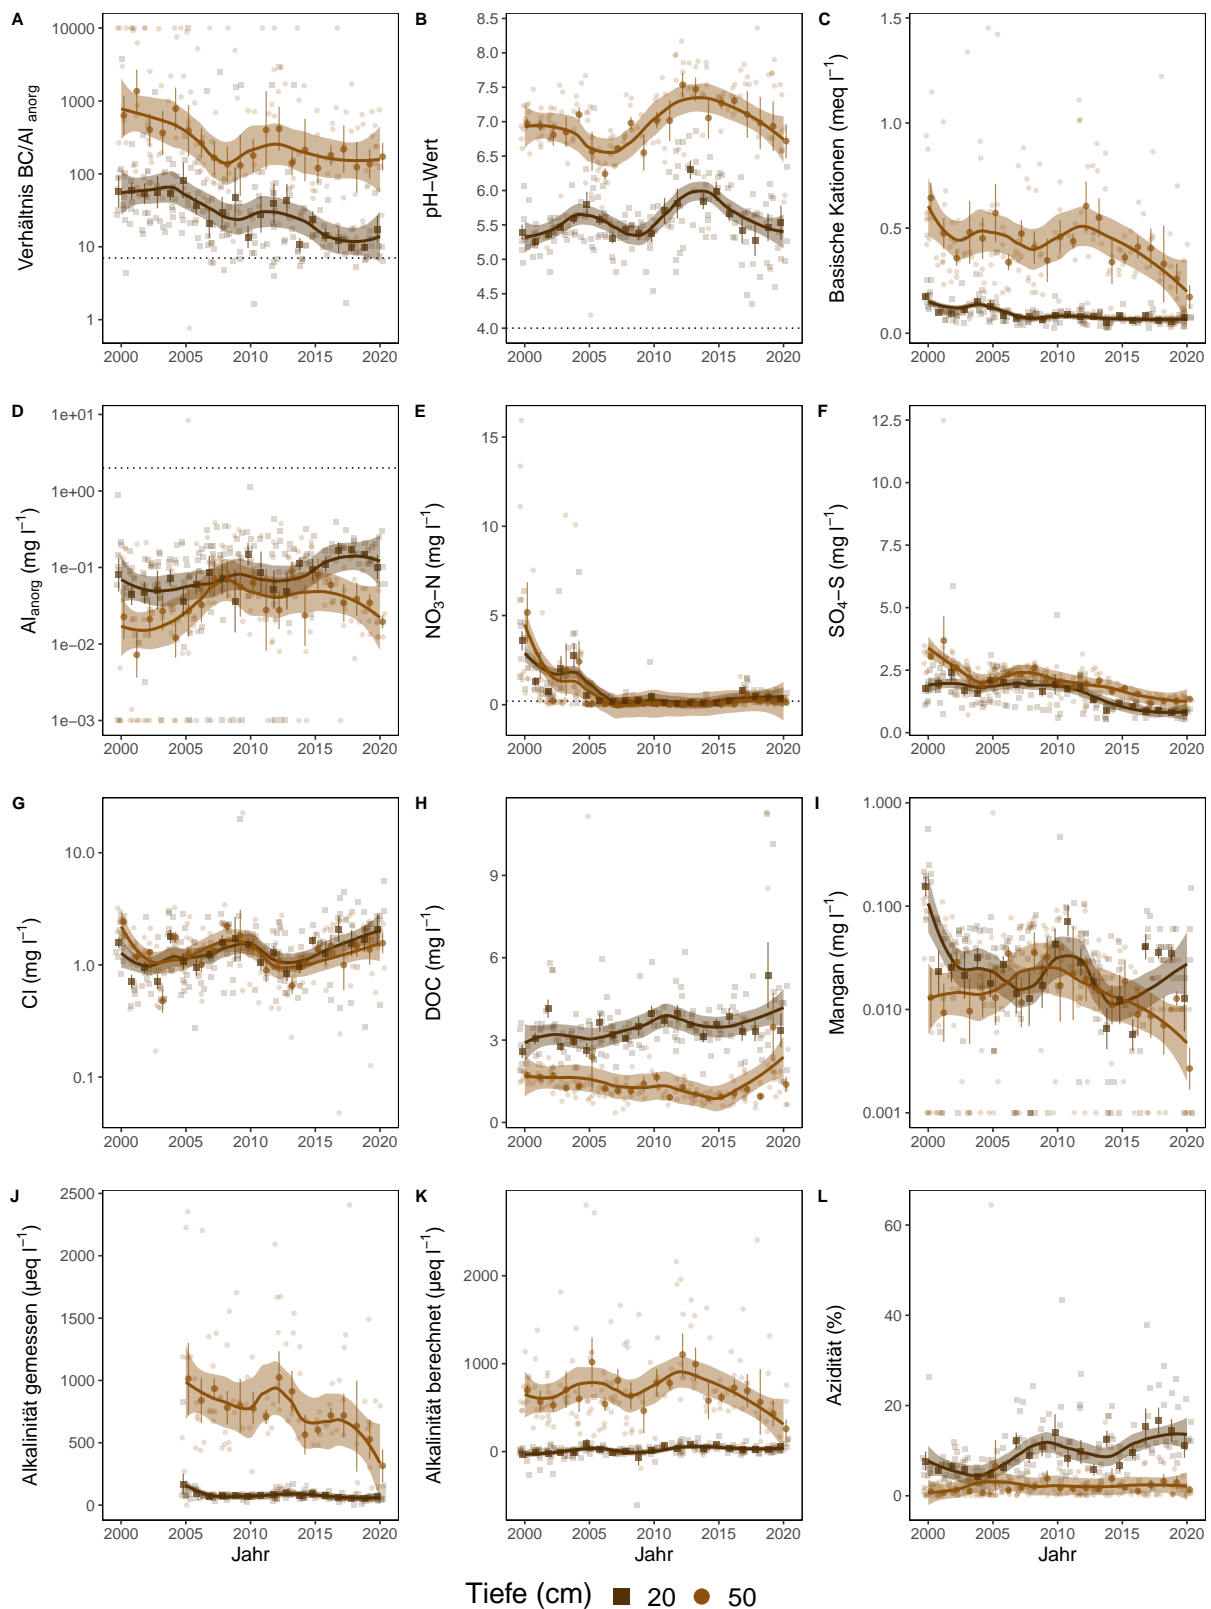 A
Verhältnis BC/Al anorg
10000
1000
100
10
1
2000 2005 2010 2015 2020
B
pH−Wert
8.5
8.0
7.5
7.0
6.5
6.0
5.5
5.0
4.5
4.0
2000 2005 2010 2015 2020
C
Basische Kationen (meq l−1)
1.5
1.0
0.5
0.0
2000 2005 2010 2015 2020
D
Alanorg (mg l−1)
1e+01
1e+00
1e−01
1e−02
1e−03
2000 2005 2010 2015 2020
E
NO3−N (mg l−1)
15
10
5
0
2000 2005 2010 2015 2020
F
SO4−S (mg l−1)
12.5
10.0
7.5
5.0
2.5
0.0
2000 2005 2010 2015 2020
G
Cl (mg l−1)
10.0
1.0
0.1
2000 2005 2010 2015 2020
H
DOC (mg l−1)
9
6
3
0
2000 2005 2010 2015 2020
I
Mangan (mg l−1)
1.000
0.100
0.010
0.001
2000 2005 2010 2015 2020
J
Alkalinität gemessen (µeq l−1)
2500
2000
1500
1000
500
0
2000 2005 2010 2015 2020
Jahr
K
Alkalinität berechnet (µeq l−1)
2000
1000
0
2000 2005 2010 2015 2020
L
Azidität (%)
60
40
20
0
2000 2005 2010 2015 2020
Jahr
Tiefe (cm) 20 50